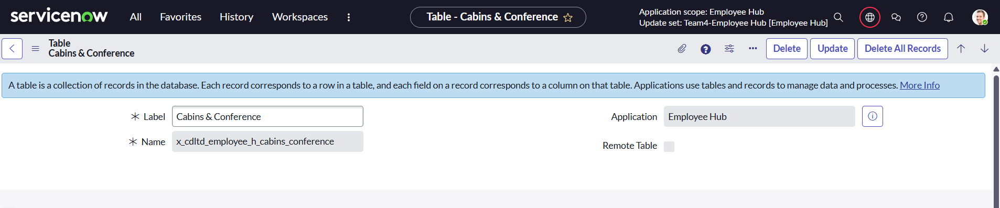 servicenow All Favorites History Workspaces Table - Cabins & Conference Application scope: Employee Hub
Update set: Team4-Employee Hub [Employee Hub]
Table
Cabins & Conference
Delete Update Delete All Records
A table is a collection of records in the database. Each record corresponds to a row in a table, and each field on a record corresponds to a column on that table. Applications use tables and records to manage data and processes. More Info
Label Cabins & Conference Application Employee Hub
Name x_cdltd_employee_h_cabins_conference
Remote Table